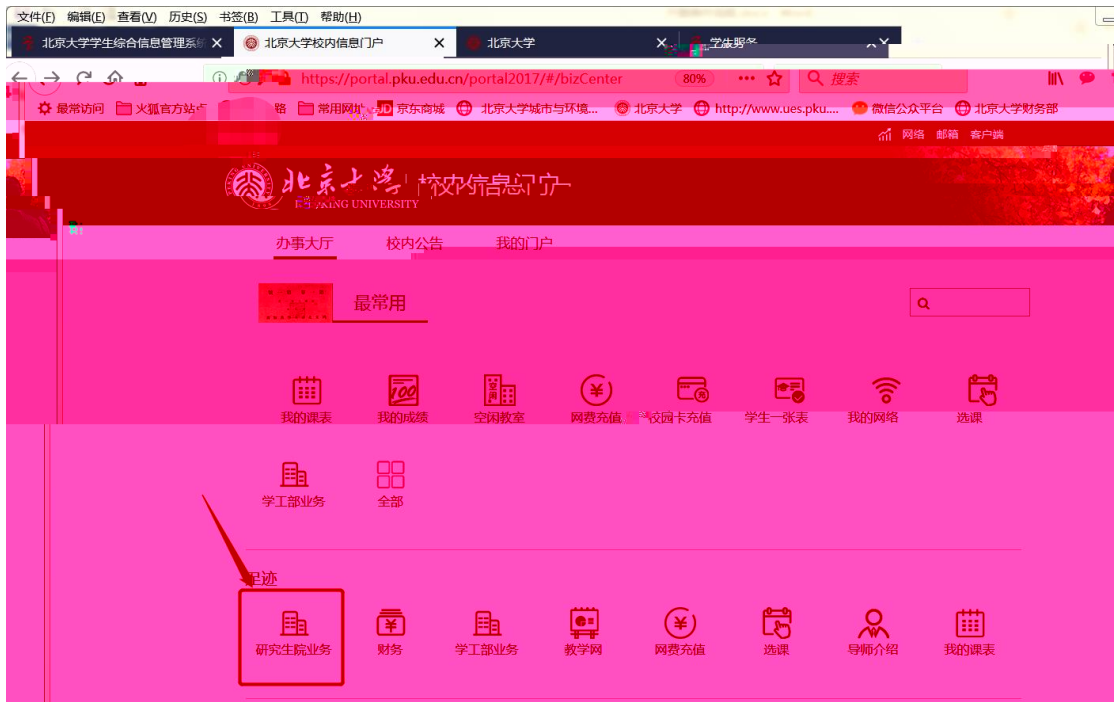 文件(F) 编辑(E) 查看(V) 历史(S) 书签(B) 工具(T) 帮助(H)
北京大学学生综合信息管理系统 北京大学校内信息门户 北京大学 学生服务
https://portal.pku.edu.cn/portal2017/#/bizCenter 80% 搜索
最常访问 火狐官方站点 常用网址 京东商城 北京大学城市与环境... 北京大学 http://www.ues.pku.... 微信公众平台 北京大学财务部
网络 邮箱 客户端
北京大学 校内信息门户
PEKING UNIVERSITY
办事大厅 校内公告 我的门户
最常用
我的课表 我的成绩 空闲教室 网费充值 校园卡充值 学生一张表 我的网络 选课
学工部业务 全部
足迹
研究生院业务 财务 学工部业务 教学网 网费充值 选课 导师介绍 我的课表